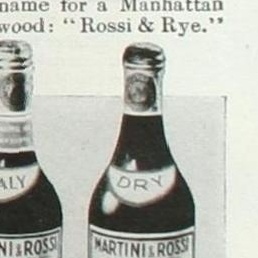 name for a Manhattan
wood: "Rossi & Rye."
ALY
DRY
NI & ROSSI
MARTINI & ROSSI